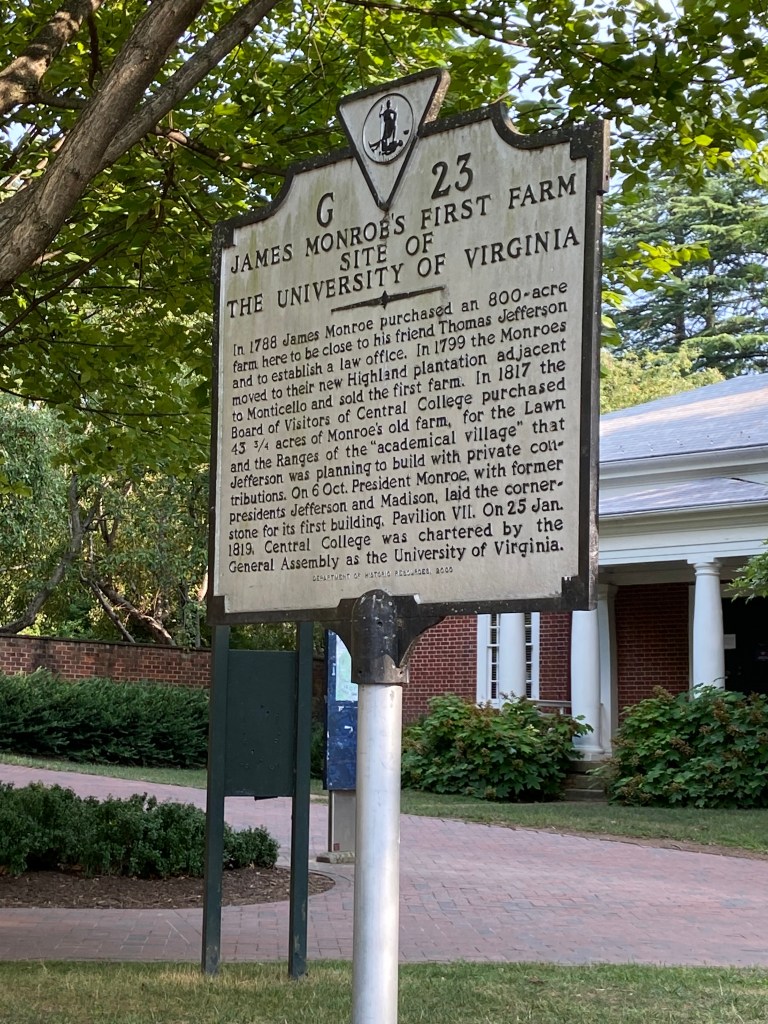 G 23
JAMES MONROE'S FIRST FARM
SITE OF
THE UNIVERSITY OF VIRGINIA
In 1788 James Monroe purchased an 800-acre
farm here to be close to his friend Thomas Jefferson
and to establish a law office. In 1799 the Monroes
moved to their new Highland plantation adjacent
to Monticello and sold the first farm. In 1817 the
Board of Visitors of Central College purchased
43 3/4 acres of Monroe's old farm, for the Lawn
and the Ranges of the "academical village" that
Jefferson was planning to build with private con-
tributions. On 6 Oct. President Monroe, with former
presidents Jefferson and Madison, laid the corner-
stone for its first building, Pavilion VII. On 25 Jan.
1819, Central College was chartered by the
General Assembly as the University of Virginia.
DEPARTMENT OF HISTORIC RESOURCES, 2000